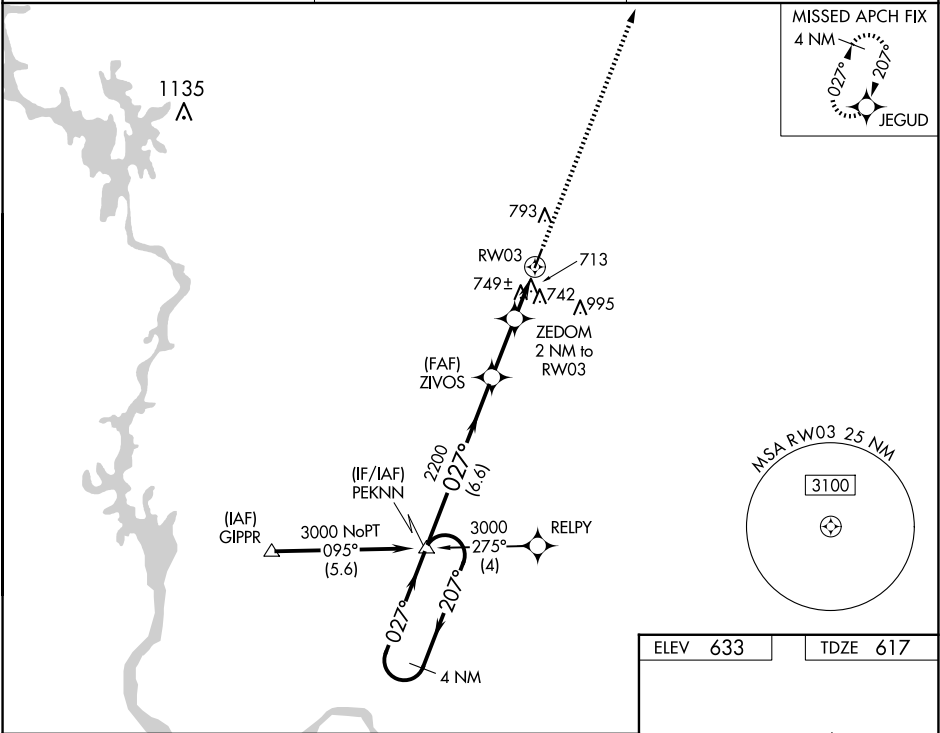 MISSED APCH FIX
4 NM
027°
207°
JEGUD
1135
793
RW03
713
749±
742
995
ZEDOM
2 NM to
RW03
(FAF)
ZIVOS
2200
027°
(6.6)
(IF/IAF)
PEKNN
(IAF)
GIPPR
3000 NoPT
095°
(5.6)
3000
275°
(4)
RELPY
027°
207°
4 NM
MSA RW03 25 NM
3100
ELEV 633
TDZE 617